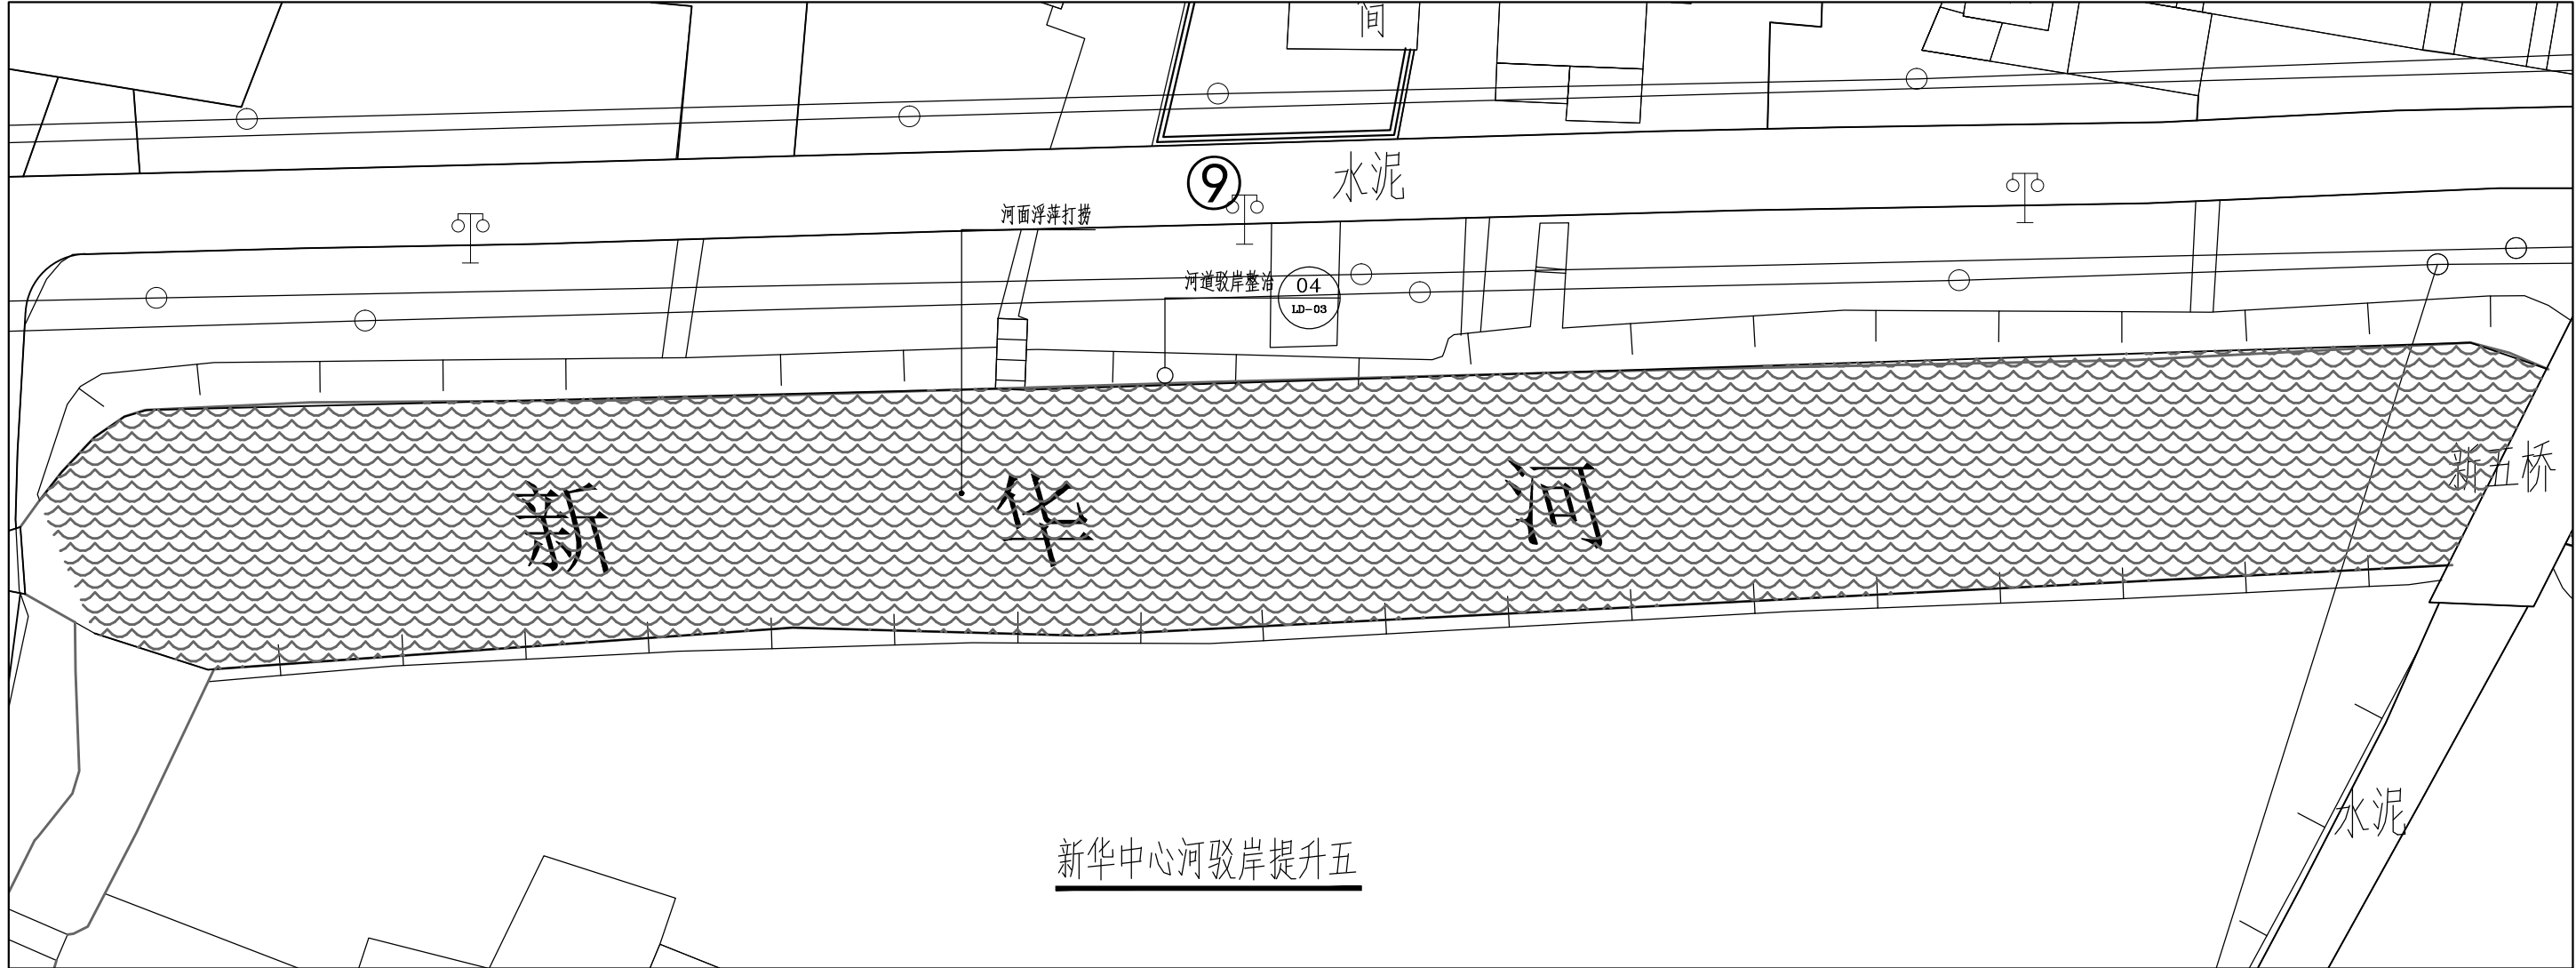 间
⑨ 水泥
河面浮萍打捞
河道驳岸整治
04
LD-03
新华河
新五桥
水泥
新华中心河驳岸提升五